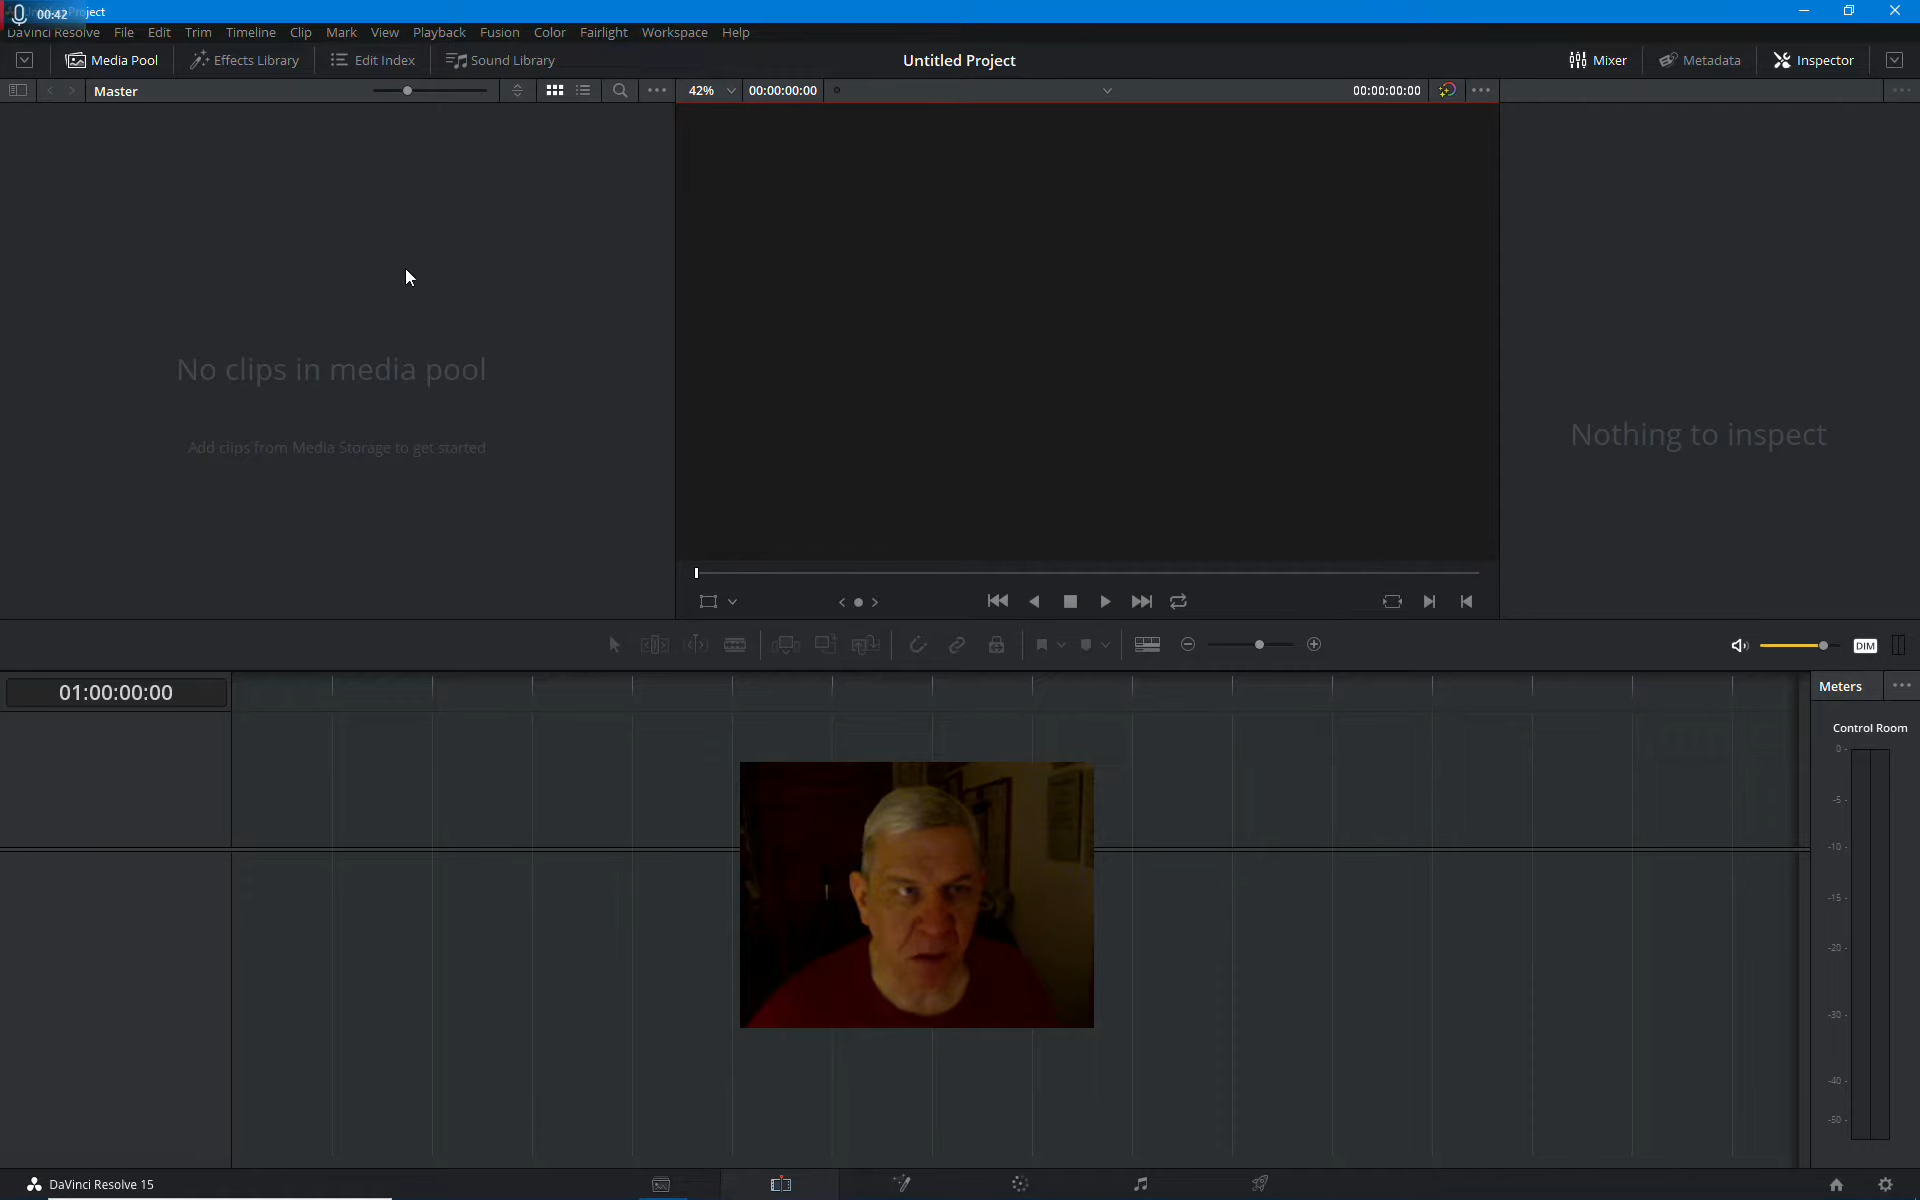 00:42 ject
DaVinci Resolve File Edit Trim Timeline Clip Mark View Playback Fusion Color Fairlight Workspace Help
Media Pool Effects Library Edit Index Sound Library Untitled Project Mixer Metadata Inspector
Master 42% 00:00:00:00 00:00:00:00
No clips in media pool
Add clips from Media Storage to get started
Nothing to inspect
DIM
01:00:00:00
Meters
Control Room
0 -
-5 -
-10 -
-15 -
-20 -
-30 -
-40 -
-50 -
DaVinci Resolve 15